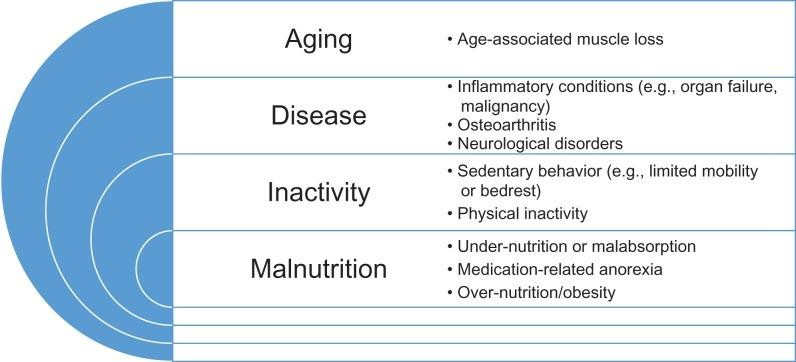 Aging
• Age-associated muscle loss
Disease
• Inflammatory conditions (e.g., organ failure,
malignancy)
• Osteoarthritis
• Neurological disorders
Inactivity
• Sedentary behavior (e.g., limited mobility
or bedrest)
• Physical inactivity
Malnutrition
• Under-nutrition or malabsorption
• Medication-related anorexia
• Over-nutrition/obesity